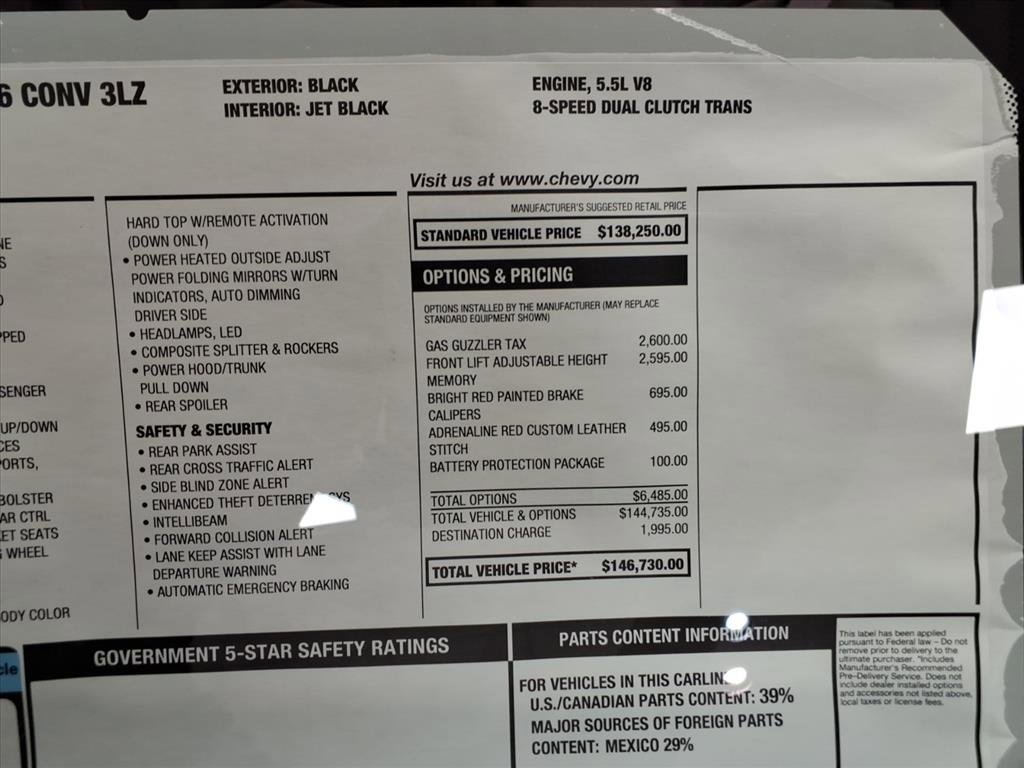 6 CONV 3LZ
EXTERIOR: BLACK
INTERIOR: JET BLACK
ENGINE, 5.5L V8
8-SPEED DUAL CLUTCH TRANS
UP/DOWN
BOLSTER
WHEEL
HARD TOP W/REMOTE ACTIVATION
(DOWN ONLY)
• POWER HEATED OUTSIDE ADJUST
POWER FOLDING MIRRORS W/TURN
INDICATORS, AUTO DIMMING
DRIVER SIDE
• HEADLAMPS, LED
• COMPOSITE SPLITTER & ROCKERS
• POWER HOOD/TRUNK
PULL DOWN
• REAR SPOILER
SAFETY & SECURITY
• REAR PARK ASSIST
• REAR CROSS TRAFFIC ALERT
• SIDE BLIND ZONE ALERT
• ENHANCED THEFT DETERREN SYS
• INTELLIBEAM
• FORWARD COLLISION ALERT
• LANE KEEP ASSIST WITH LANE
DEPARTURE WARNING
• AUTOMATIC EMERGENCY BRAKING
ODY COLOR
Visit us at www.chevy.com
MANUFACTURER'S SUGGESTED RETAIL PRICE
STANDARD VEHICLE PRICE $138,250.00
OPTIONS & PRICING
OPTIONS INSTALLED BY THE MANUFACTURER (MAY REPLACE
STANDARD EQUIPMENT SHOWN)
GAS GUZZLER TAX 2,600.00
FRONT LIFT ADJUSTABLE HEIGHT 2,595.00
MEMORY
BRIGHT RED PAINTED BRAKE 695.00
CALIPERS
ADRENALINE RED CUSTOM LEATHER 495.00
STITCH
BATTERY PROTECTION PACKAGE 100.00
TOTAL OPTIONS $6,485.00
TOTAL VEHICLE & OPTIONS $144,735.00
DESTINATION CHARGE 1,995.00
TOTAL VEHICLE PRICE* $146,730.00
GOVERNMENT 5-STAR SAFETY RATINGS
PARTS CONTENT INFORMATION
FOR VEHICLES IN THIS CARLIN
U.S./CANADIAN PARTS CONTENT: 39%
MAJOR SOURCES OF FOREIGN PARTS
CONTENT: MEXICO 29%
This label has been applied
pursuant to Federal law – Do not
remove prior to delivery to the
ultimate purchaser. *Includes
Manufacturer's Recommended
Pre-Delivery Service. Does not
include dealer installed options
and accessories not listed above,
local taxes or license fees.